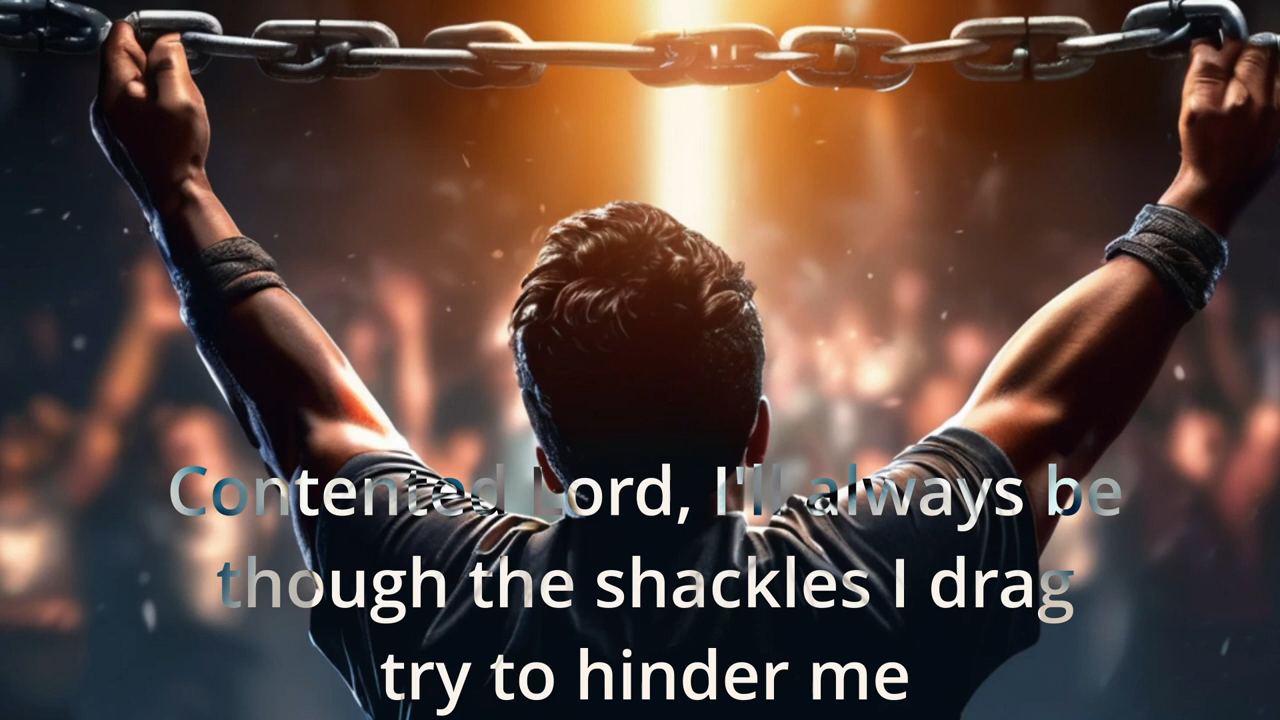 Contented Lord, I'll always be
though the shackles I drag
try to hinder me